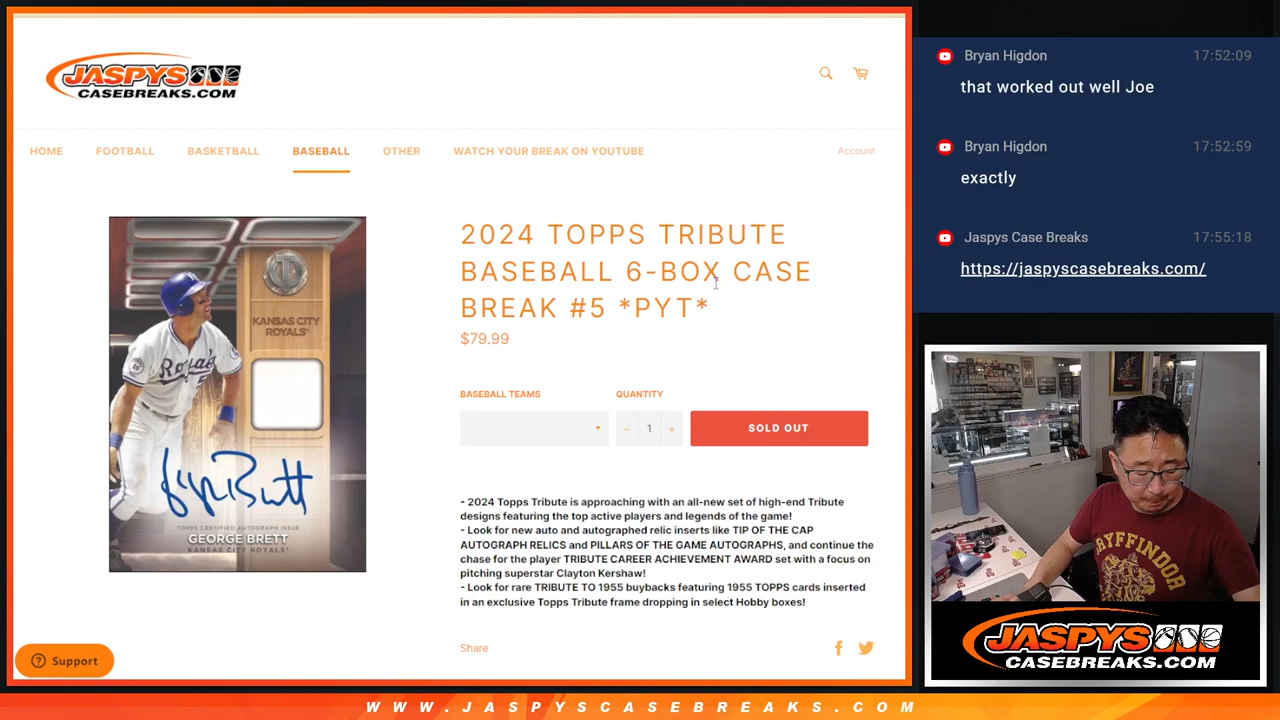 JASPYS
CASEBREAKS.COM
HOME FOOTBALL BASKETBALL BASEBALL OTHER WATCH YOUR BREAK ON YOUTUBE Account
KANSAS CITY
ROYALS®
Royals
TOPPS CERTIFIED AUTOGRAPH ISSUE
GEORGE BRETT
KANSAS CITY ROYALS®
2024 TOPPS TRIBUTE
BASEBALL 6-BOX CASE
BREAK #5 *PYT*
$79.99
BASEBALL TEAMS QUANTITY
− 1 + SOLD OUT
- 2024 Topps Tribute is approaching with an all-new set of high-end Tribute
designs featuring the top active players and legends of the game!
- Look for new auto and autographed relic inserts like TIP OF THE CAP
AUTOGRAPH RELICS and PILLARS OF THE GAME AUTOGRAPHS, and continue the
chase for the player TRIBUTE CAREER ACHIEVEMENT AWARD set with a focus on
pitching superstar Clayton Kershaw!
- Look for rare TRIBUTE TO 1955 buybacks featuring 1955 TOPPS cards inserted
in an exclusive Topps Tribute frame dropping in select Hobby boxes!
Share
Support
Bryan Higdon 17:52:09
that worked out well Joe
Bryan Higdon 17:52:59
exactly
Jaspys Case Breaks 17:55:18
https://jaspyscasebreaks.com/
GRYFFINDOR
JASPYS
CASEBREAKS.COM
WWW.JASPYSCASEBREAKS.COM